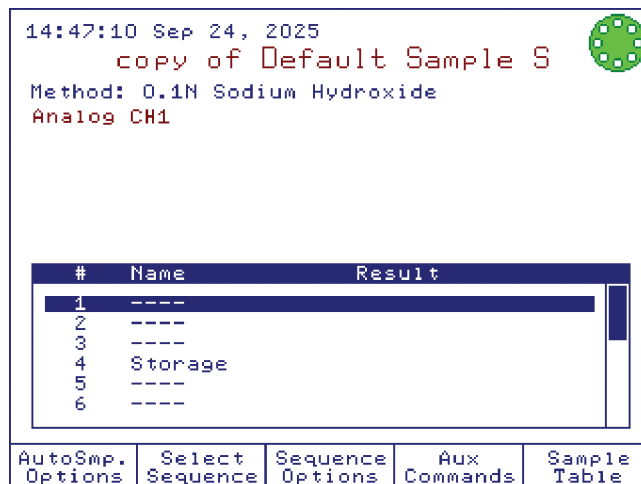 14:47:10 Sep 24, 2025
copy of Default Sample S
Method: 0.1N Sodium Hydroxide
Analog CH1
# Name Result
1 ----
2 ----
3 ----
4 Storage
5 ----
6 ----
AutoSmp. Options
Select Sequence
Sequence Options
Aux Commands
Sample Table